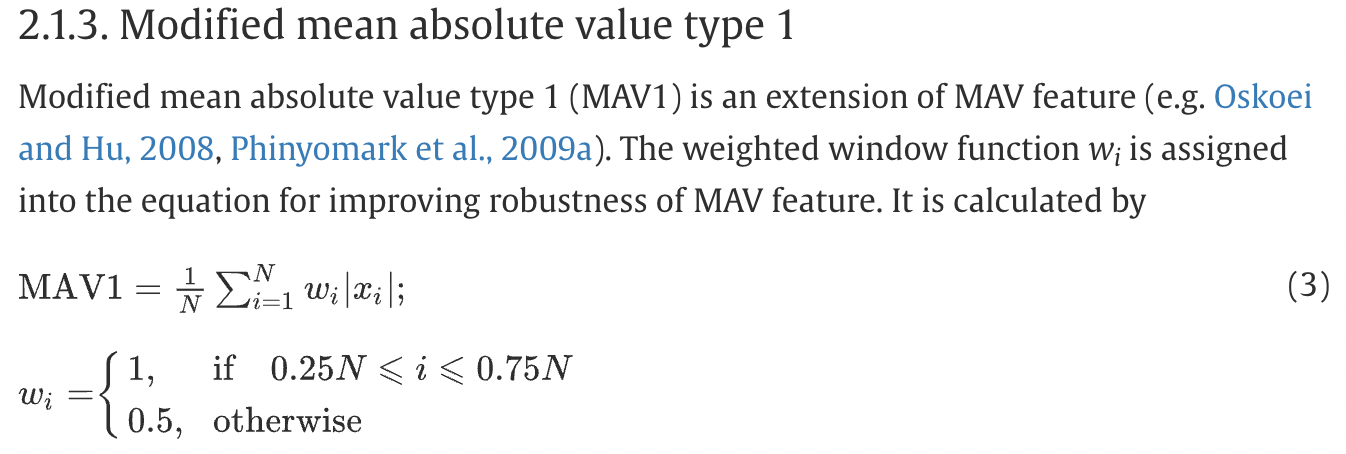 2.1.3. Modified mean absolute value type 1
Modified mean absolute value type 1 (MAV1) is an extension of MAV feature (e.g. Oskoei
and Hu, 2008, Phinyomark et al., 2009a). The weighted window function wᵢ is assigned
into the equation for improving robustness of MAV feature. It is calculated by
MAV1 = \frac{1}{N} \sum_{i=1}^{N} w_i |x_i|; (3)
w_i = \begin{cases} 1, & \text{if } 0.25N \leqslant i \leqslant 0.75N \\ 0.5, & \text{otherwise} \end{cases}